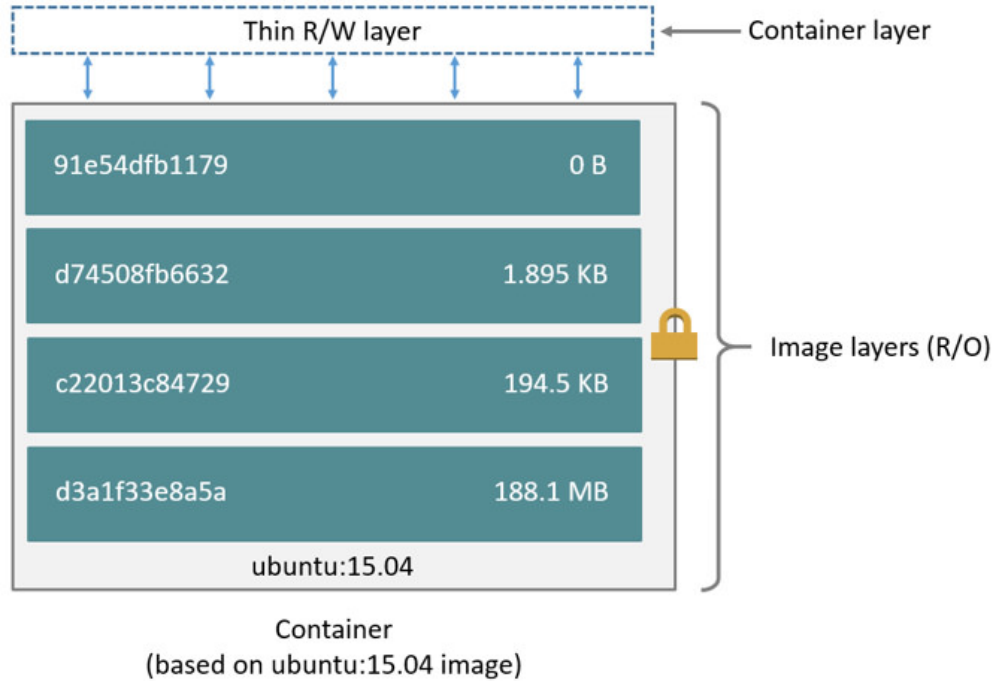 Thin R/W layer
Container layer
91e54dfb1179 0 B
d74508fb6632 1.895 KB
c22013c84729 194.5 KB
d3a1f33e8a5a 188.1 MB
ubuntu:15.04
Image layers (R/O)
Container
(based on ubuntu:15.04 image)